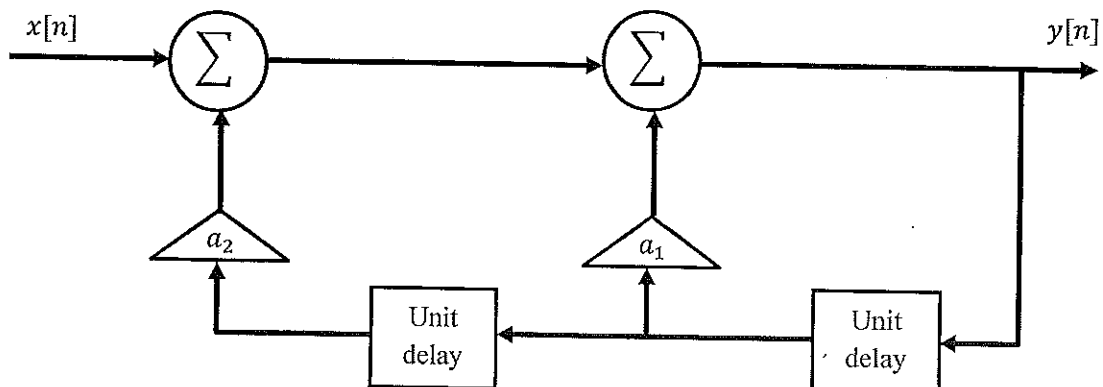 x[n]
y[n]
Σ
Σ
a₂
a₁
Unit
delay
Unit
delay